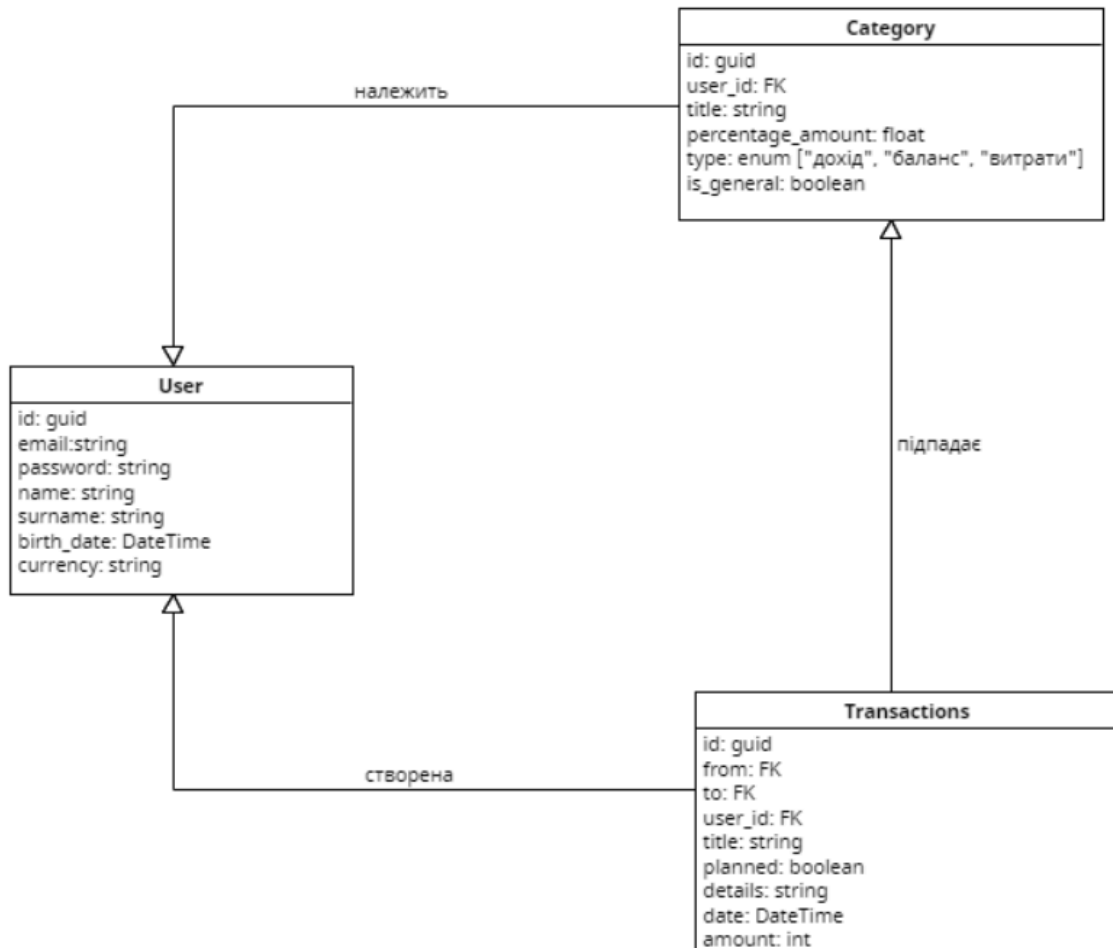 Category
id: guid
user_id: FK
title: string
percentage_amount: float
type: enum ["дохід", "баланс", "витрати"]
is_general: boolean
належить
User
id: guid
email:string
password: string
name: string
surname: string
birth_date: DateTime
currency: string
підпадає
створена
Transactions
id: guid
from: FK
to: FK
user_id: FK
title: string
planned: boolean
details: string
date: DateTime
amount: int